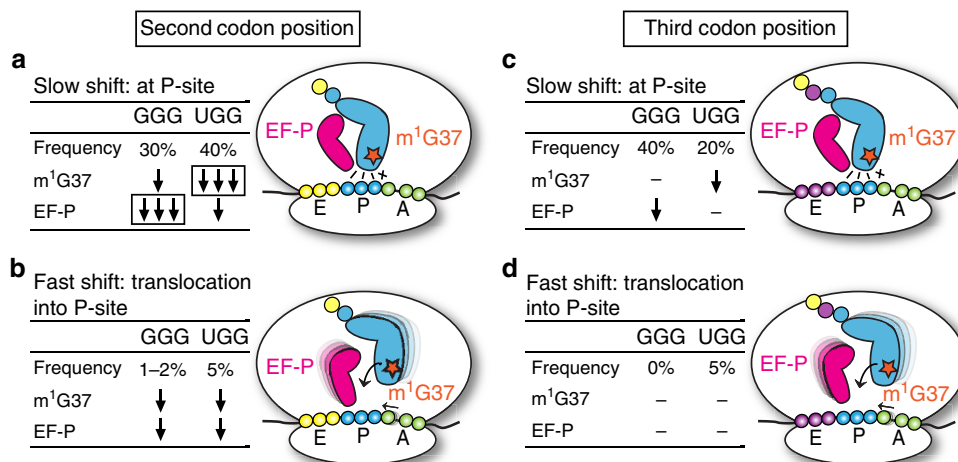 Second codon position
Third codon position
a
Slow shift: at P-site
GGG UGG
Frequency 30% 40%
m¹G37 ↓ ↓↓↓
EF-P ↓↓↓ ↓
EF-P
m¹G37
E P A
b
Fast shift: translocation
into P-site
GGG UGG
Frequency 1–2% 5%
m¹G37 ↓ ↓
EF-P ↓ ↓
EF-P
m¹G37
E P A
c
Slow shift: at P-site
GGG UGG
Frequency 40% 20%
m¹G37 – ↓
EF-P ↓ –
EF-P
m¹G37
E P A
d
Fast shift: translocation
into P-site
GGG UGG
Frequency 0% 5%
m¹G37 – –
EF-P – –
EF-P
m¹G37
E P A